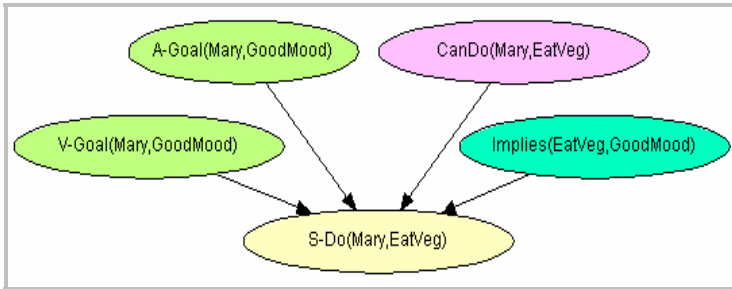 A-Goal(Mary,GoodMood)
CanDo(Mary,EatVeg)
V-Goal(Mary,GoodMood)
Implies(EatVeg,GoodMood)
S-Do(Mary,EatVeg)